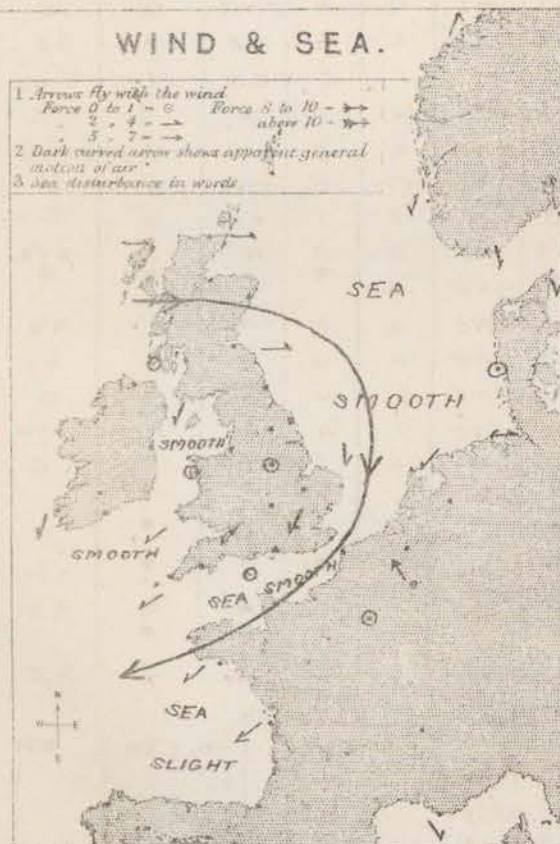 WIND & SEA.
1 Arrows fly with the wind
Force 0 to 1 - ⊙ Force 8 to 10 -
" 2 " 4 - above 10 -
" 5 " 7 -
2 Dark curved arrow shows apparent general
motion of air
3 Sea disturbance in words
SEA
SMOOTH
SMOOTH
SMOOTH
SEA SMOOTH
SEA
SLIGHT
N
W E
S